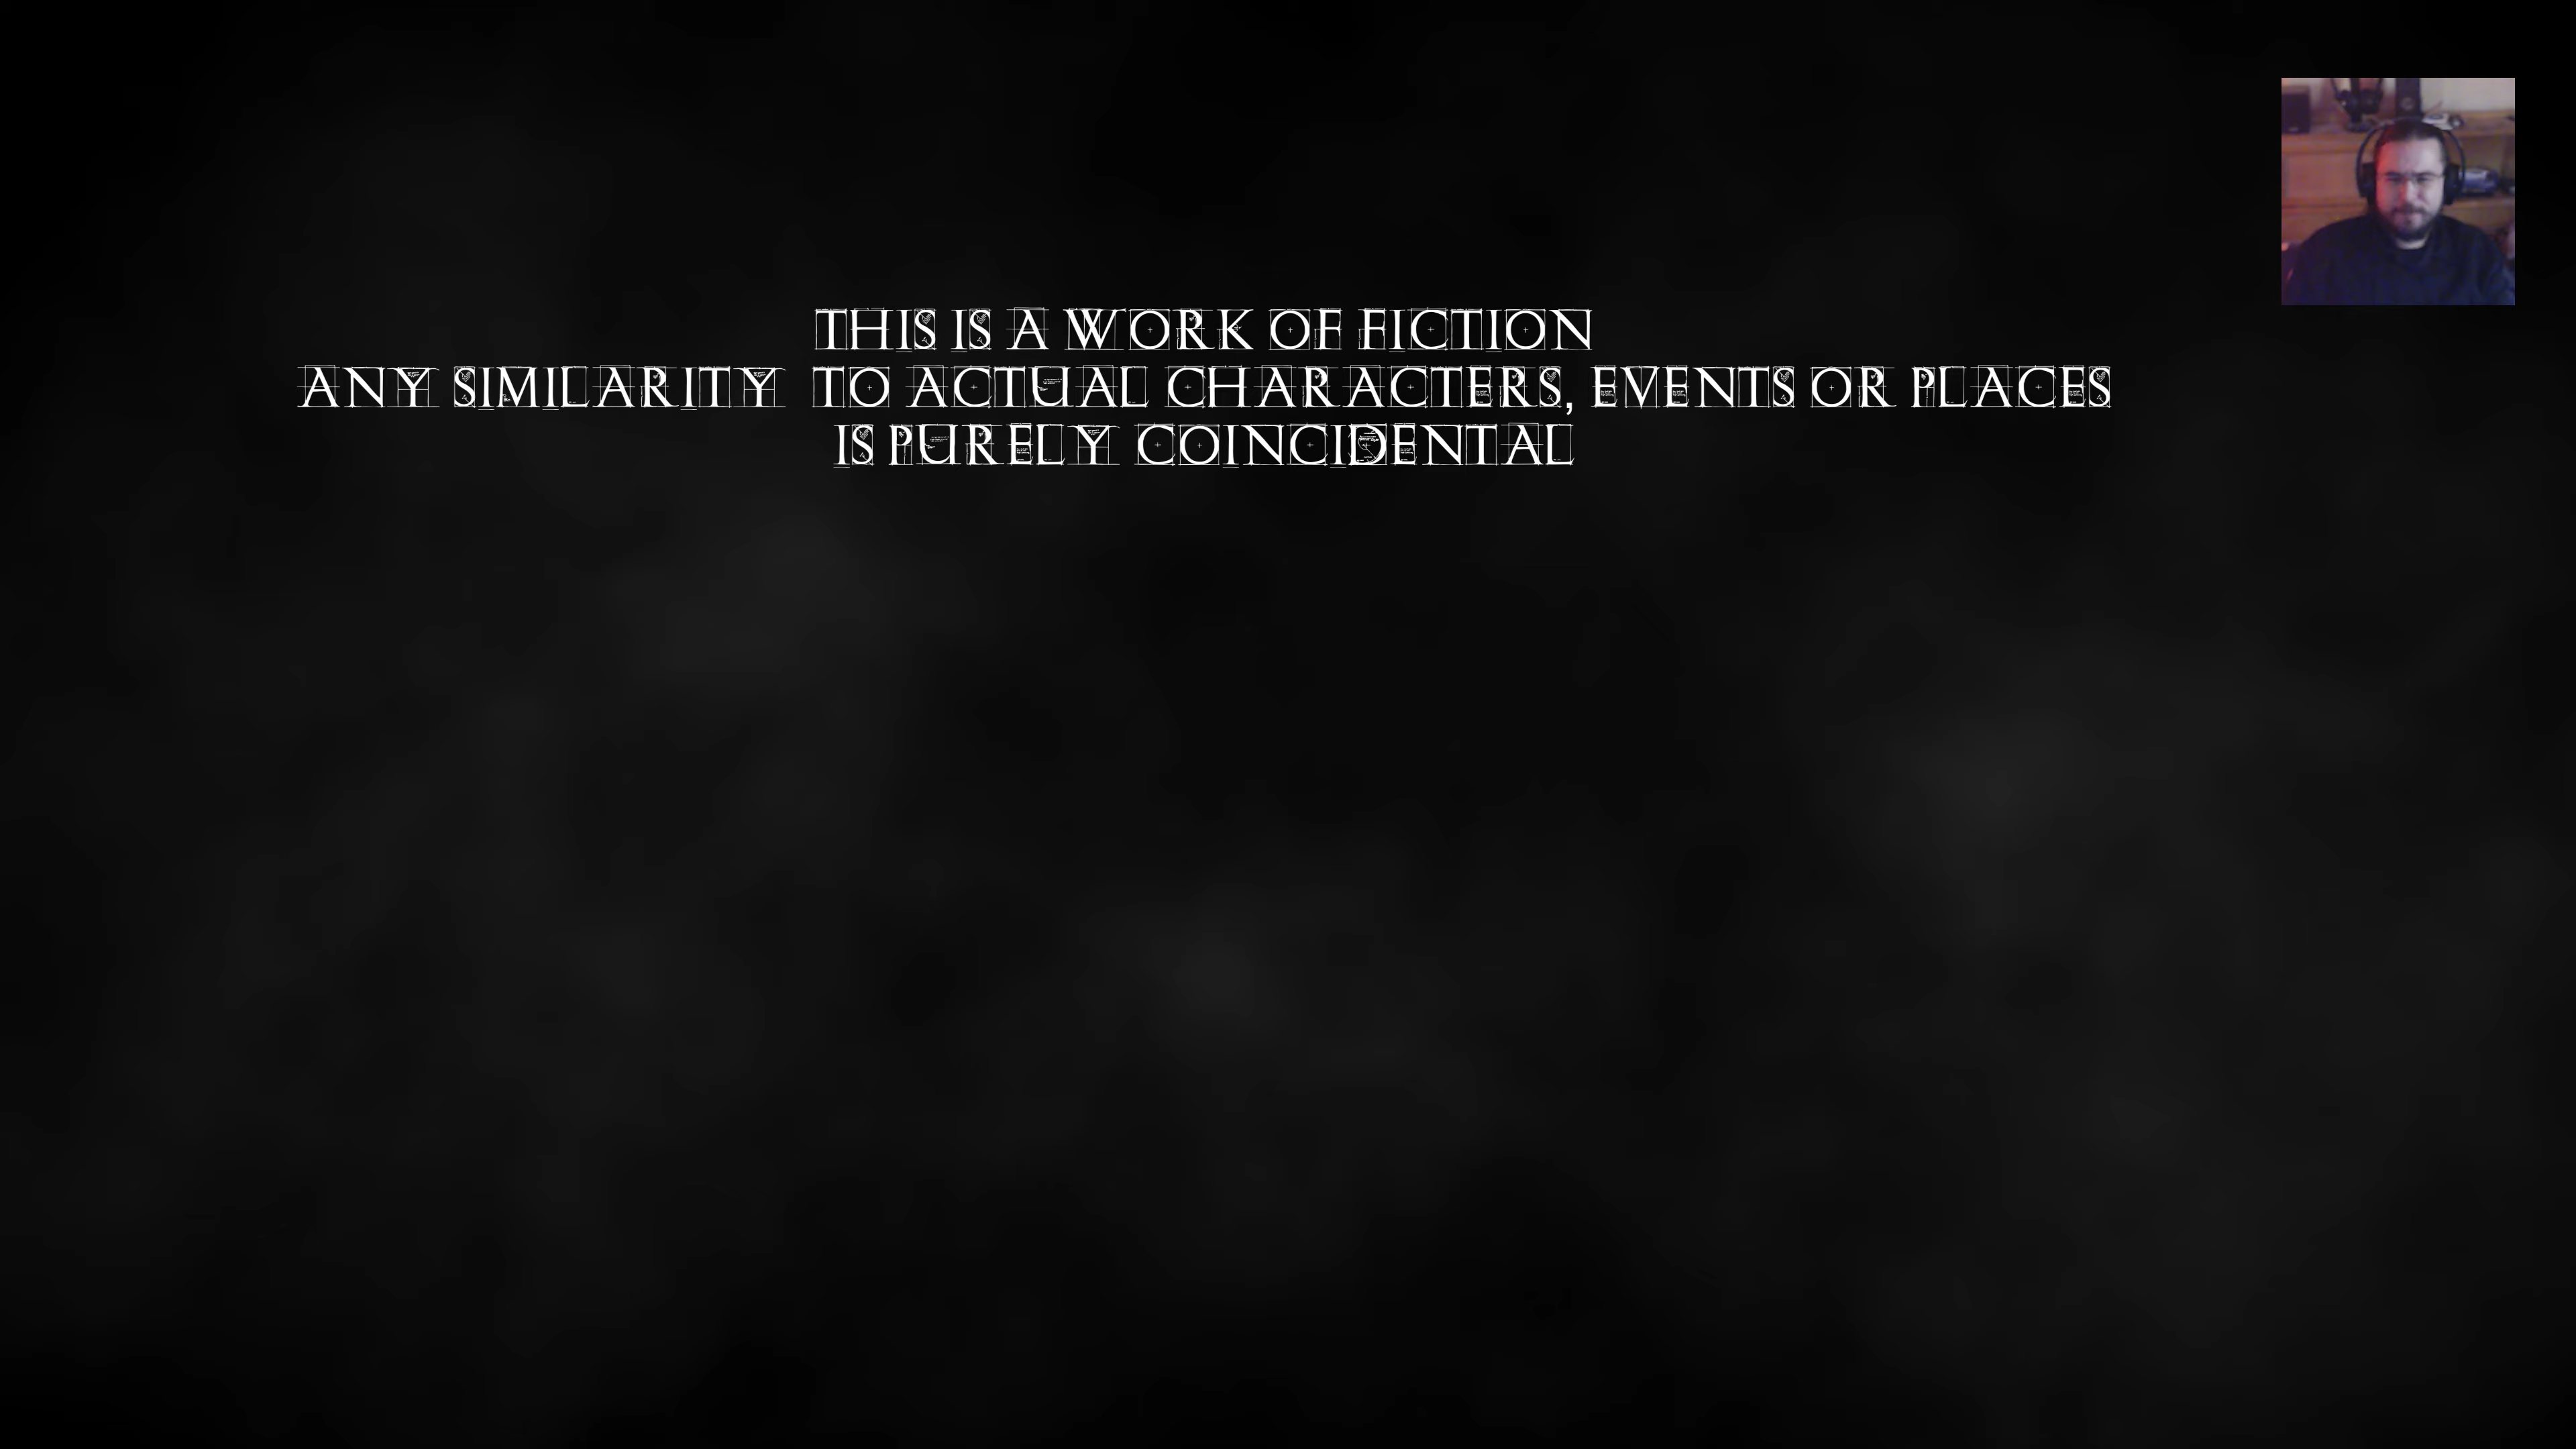 THIS IS A WORK OF FICTION
ANY SIMILARITY TO ACTUAL CHARACTERS, EVENTS OR PLACES
IS PURELY COINCIDENTAL